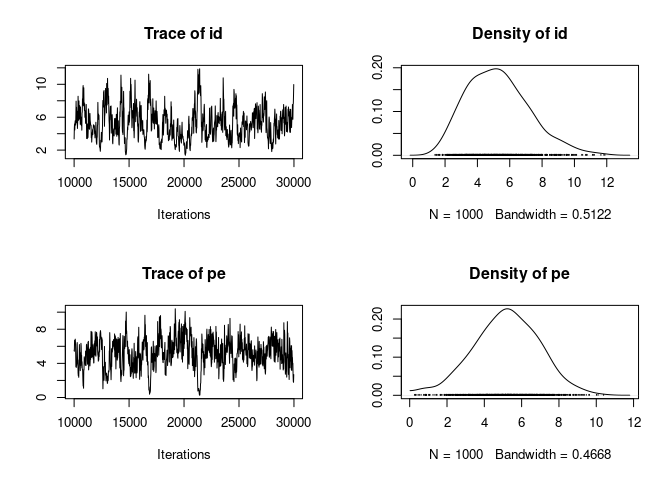 Trace of id
10
6
2
10000 15000 20000 25000 30000
Iterations
Density of id
0.20
0.10
0.00
0 2 4 6 8 10 12
N = 1000 Bandwidth = 0.5122
Trace of pe
8
4
0
10000 15000 20000 25000 30000
Iterations
Density of pe
0.20
0.10
0.00
0 2 4 6 8 10 12
N = 1000 Bandwidth = 0.4668